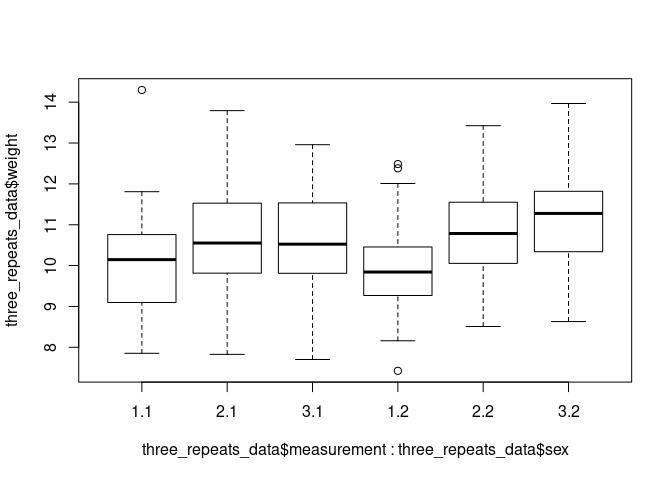 three_repeats_data$weight
14
13
12
11
10
9
8
1.1 2.1 3.1 1.2 2.2 3.2
three_repeats_data$measurement : three_repeats_data$sex